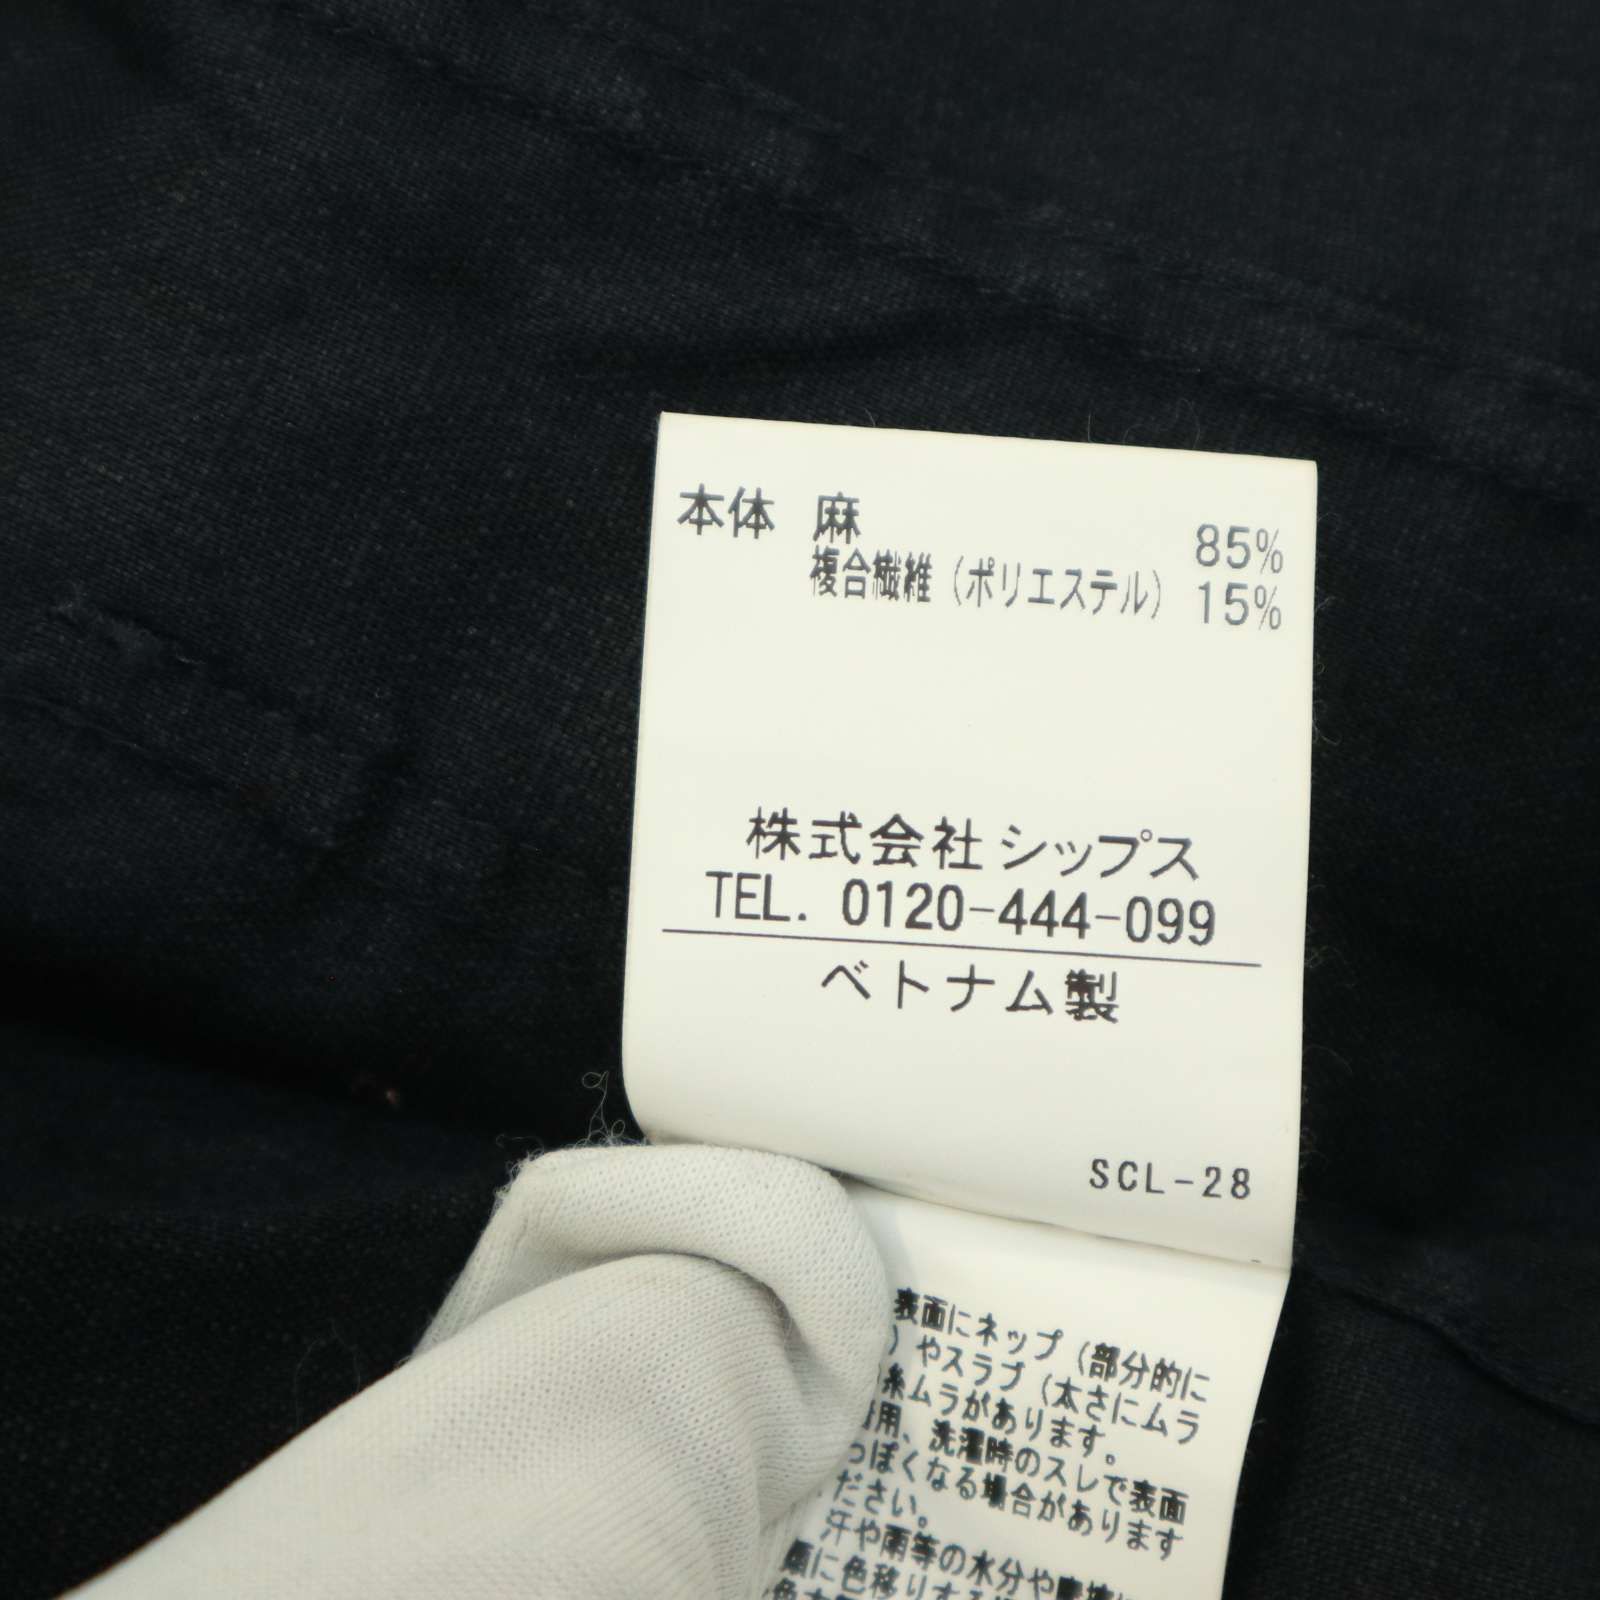 本体 麻 85%
複合繊維(ポリエステル) 15%
株式会社シップス
TEL. 0120-444-099
ベトナム製
SCL-28
表面にネップ(部分的に
)やスラブ(太さにムラ
糸ムラがあります。
用、洗濯時のスレで表面
っぽくなる場合があります
ださい。
汗や雨等の水分や摩擦に
類に色移りする